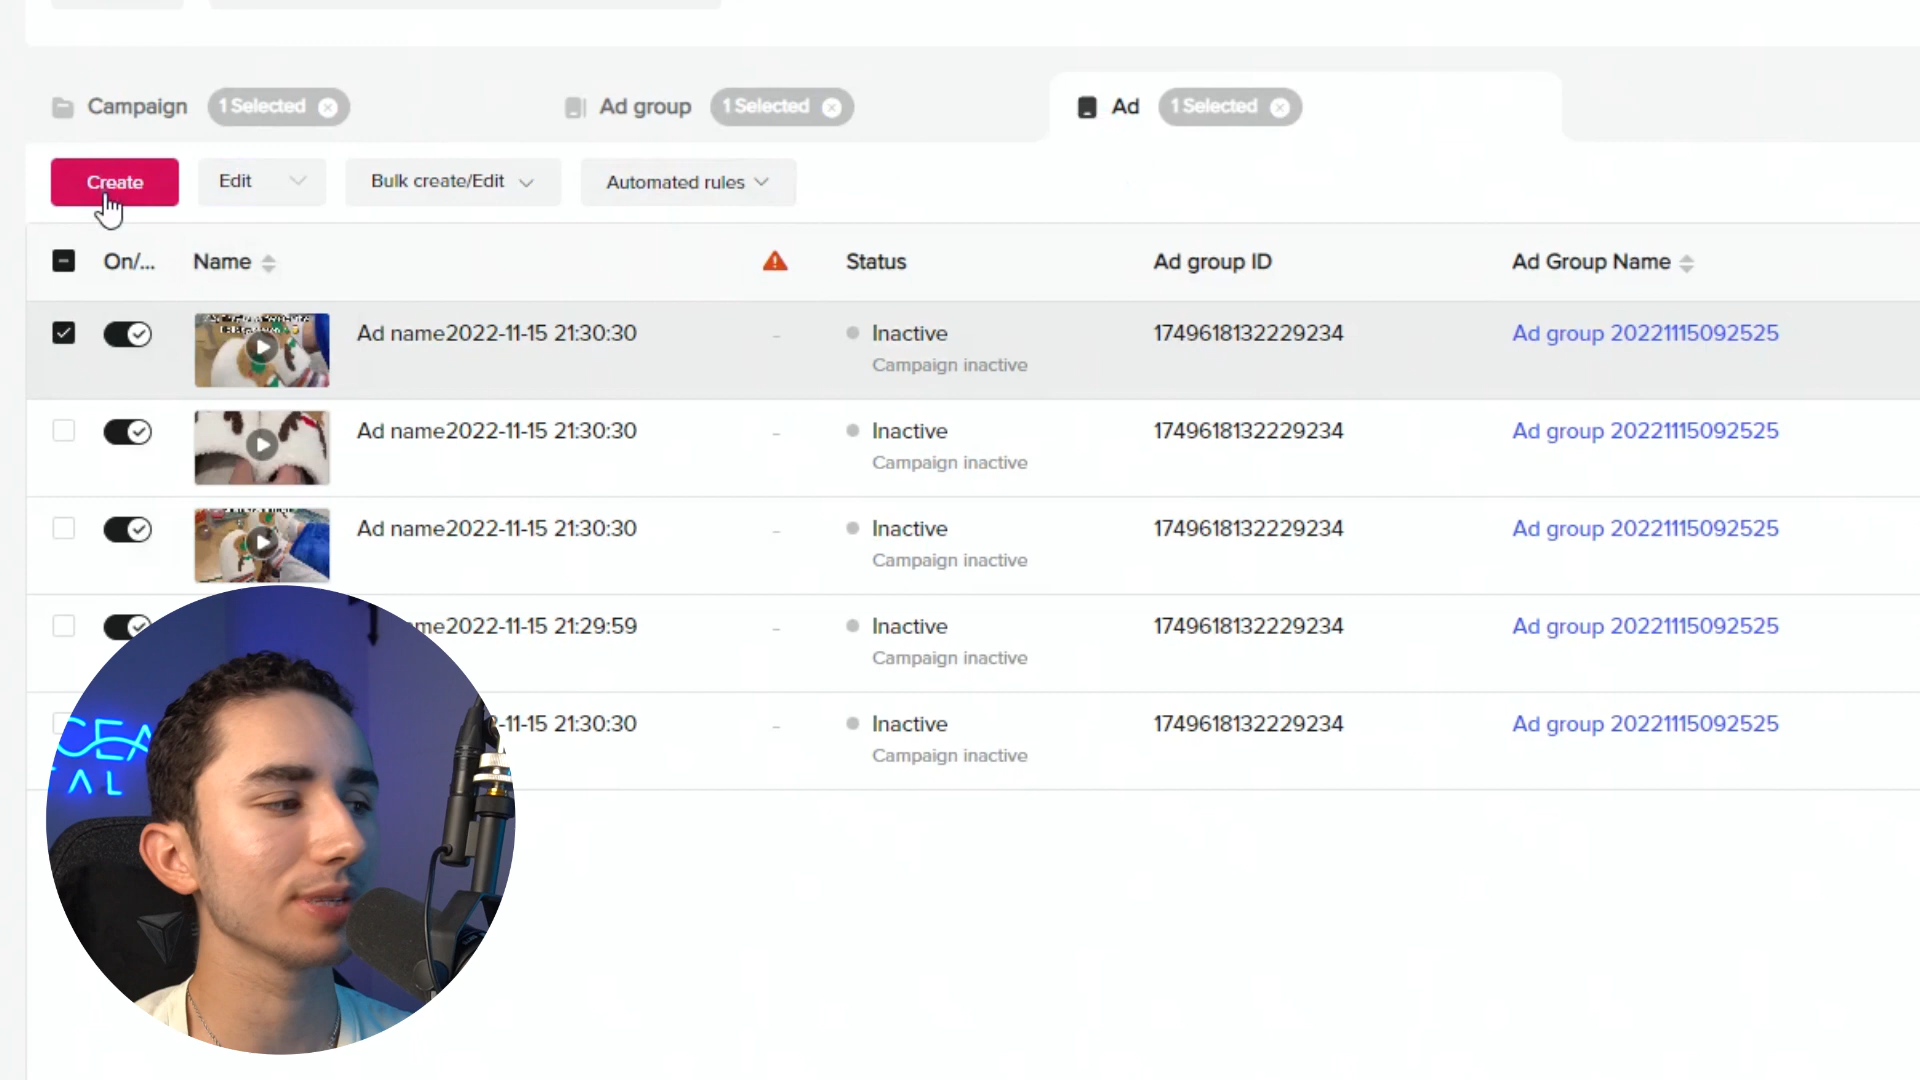 Campaign 1 Selected Ad group 1 Selected Ad 1 Selected
Create Edit Bulk create/Edit Automated rules
On/... Name Status Ad group ID Ad Group Name
Ad name2022-11-15 21:30:30 - Inactive 1749618132229234 Ad group 20221115092525
Campaign inactive
Ad name2022-11-15 21:30:30 - Inactive 1749618132229234 Ad group 20221115092525
Campaign inactive
Ad name2022-11-15 21:30:30 - Inactive 1749618132229234 Ad group 20221115092525
Campaign inactive
me2022-11-15 21:29:59 - Inactive 1749618132229234 Ad group 20221115092525
Campaign inactive
-11-15 21:30:30 - Inactive 1749618132229234 Ad group 20221115092525
Campaign inactive
CEA
AL